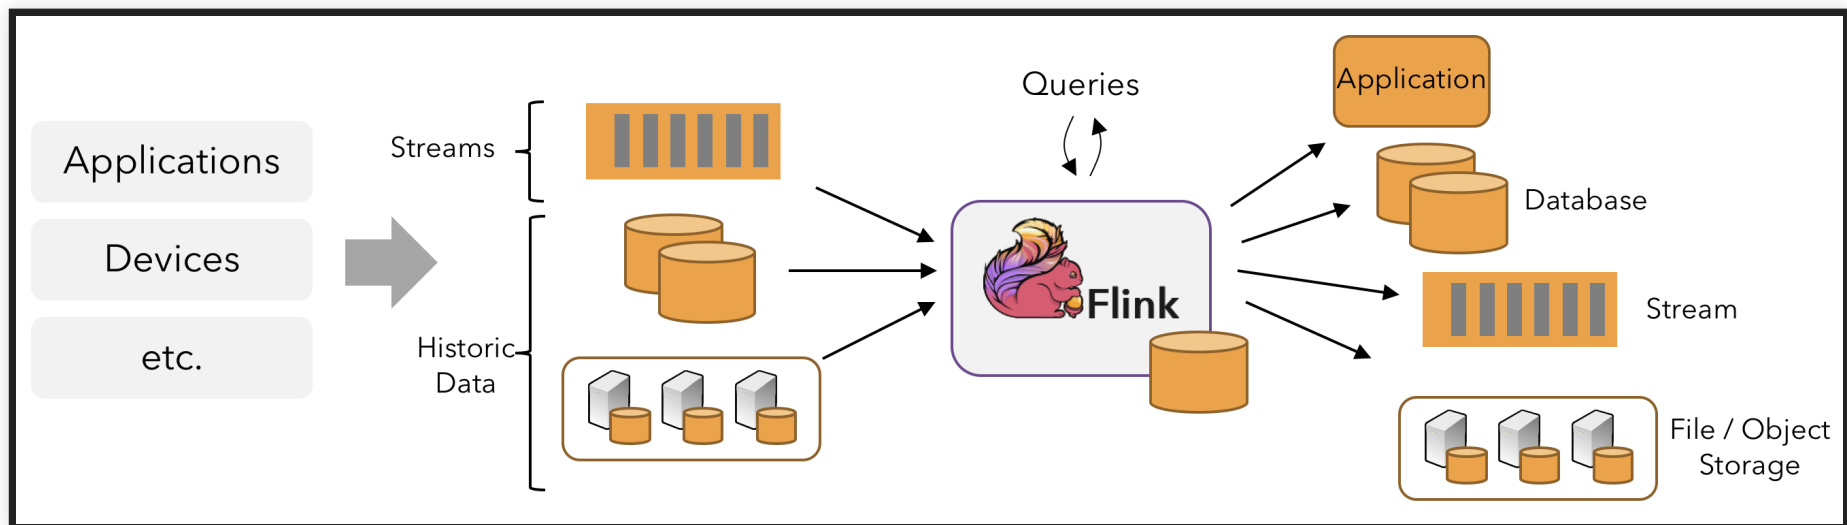 Applications
Devices
etc.
Streams
Historic
Data
Queries
Flink
Application
Database
Stream
File / Object
Storage